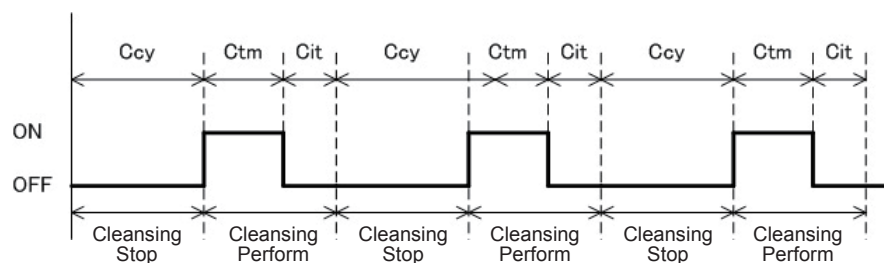 Ccy Ctm Cit Ccy Ctm Cit Ccy Ctm Cit
ON
OFF
Cleansing Stop
Cleansing Perform
Cleansing Stop
Cleansing Perform
Cleansing Stop
Cleansing Perform